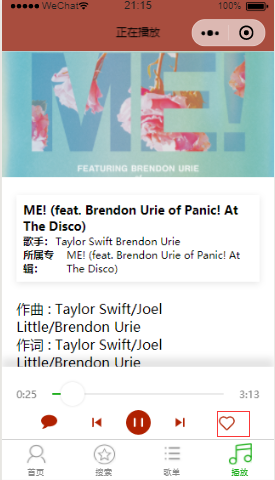 WeChat
21:15
100%
正在播放
ME!
FEATURING BRENDON URIE
ME! (feat. Brendon Urie of Panic! At
The Disco)
歌手: Taylor Swift Brendon Urie
所属专辑: ME! (feat. Brendon Urie of Panic! At
The Disco)
作曲 : Taylor Swift/Joel
Little/Brendon Urie
作词 : Taylor Swift/Joel
Little/Brendon Urie
0:25
13:13
首页
搜索
歌单
播放